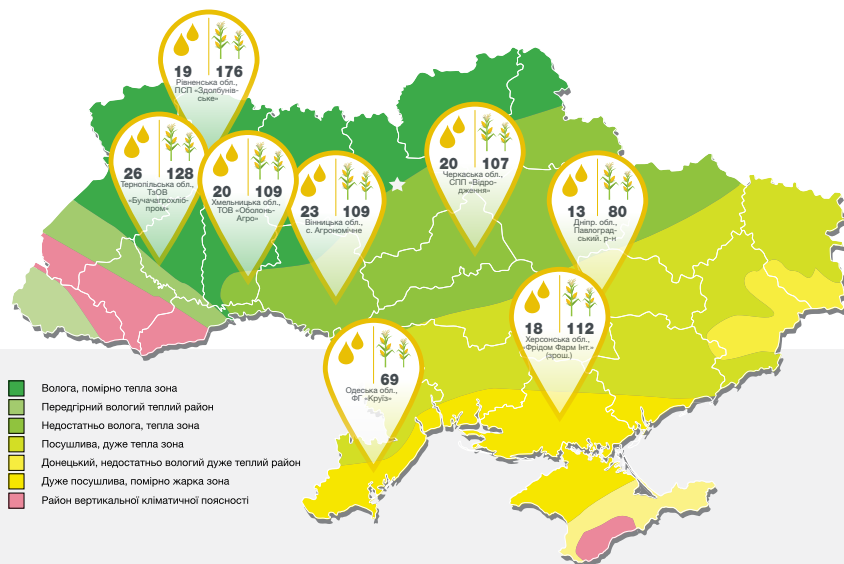 19 176
Рівненська обл.,
ПСП «Здолбунів-
ське»
26 128
Тернопільська обл.,
ТзОВ
«Бучачагрохліб-
пром»
20 109
Хмельницька обл.,
ТОВ «Оболонь-
Агро»
23 109
Вінницька обл.,
с. Агрономічне
20 107
Черкаська обл.,
СПП «Відро-
дження»
13 80
Дніпр. обл.,
Павлоград-
ський. р-н
18 112
Херсонська обл.,
«Фрідом Фарм Інт.»
(зрош.)
69
Одеська обл.,
ФГ «Круїз»
Волога, помірно тепла зона
Передгірний вологий теплий район
Недостатньо волога, тепла зона
Посушлива, дуже тепла зона
Донецький, недостатньо вологий дуже теплий район
Дуже посушлива, помірно жарка зона
Район вертикальної кліматичної поясності